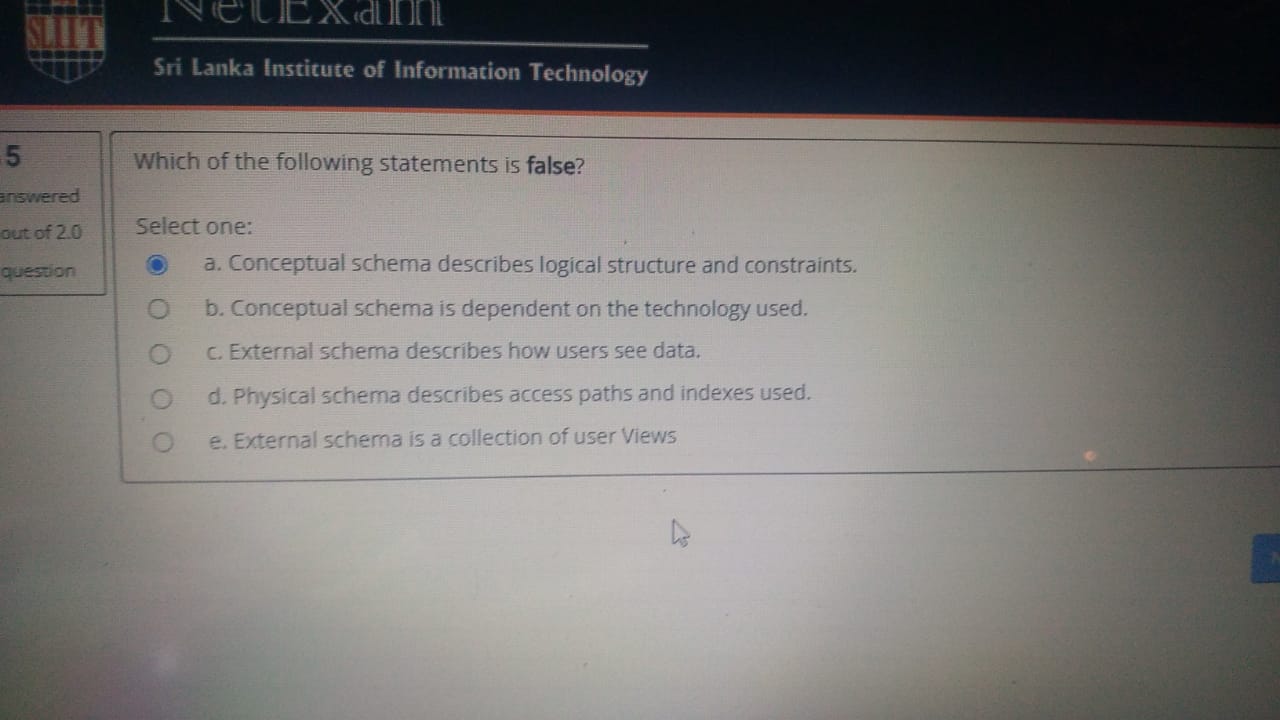 NetExam
SLIIT
Sri Lanka Institute of Information Technology
5
answered
out of 2.0
question
Which of the following statements is false?
Select one:
a. Conceptual schema describes logical structure and constraints.
b. Conceptual schema is dependent on the technology used.
c. External schema describes how users see data.
d. Physical schema describes access paths and indexes used.
e. External schema is a collection of user Views